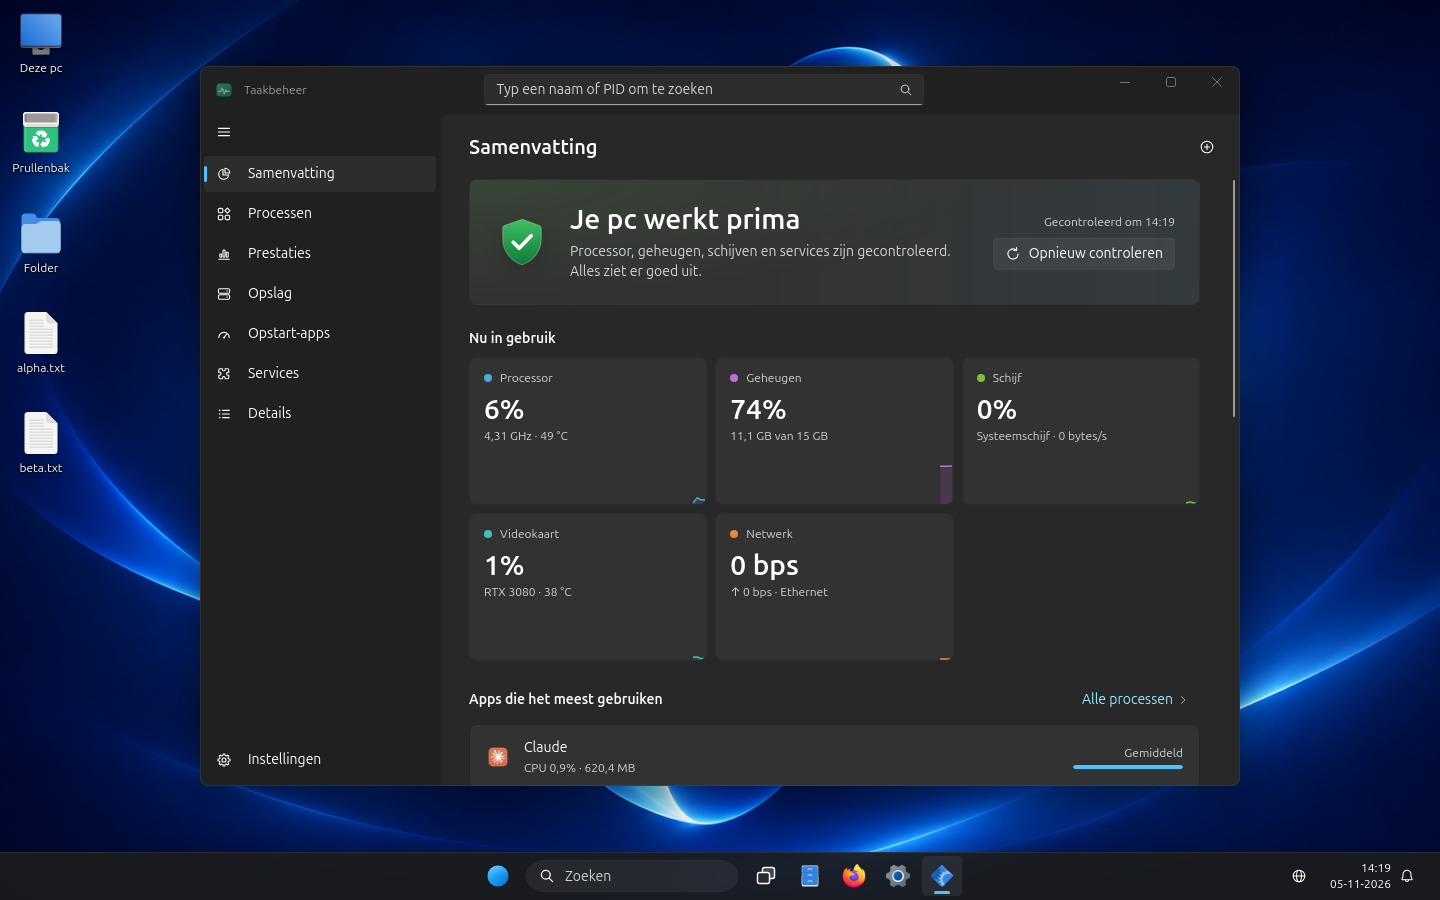 Deze pc
Prullenbak
Folder
alpha.txt
beta.txt
Taakbeheer
Typ een naam of PID om te zoeken
Samenvatting
Processen
Prestaties
Opslag
Opstart-apps
Services
Details
Instellingen
Samenvatting
Je pc werkt prima
Processor, geheugen, schijven en services zijn gecontroleerd.
Alles ziet er goed uit.
Gecontroleerd om 14:19
Opnieuw controleren
Nu in gebruik
Processor
6%
4,31 GHz · 49 °C
Geheugen
74%
11,1 GB van 15 GB
Schijf
0%
Systeemschijf · 0 bytes/s
Videokaart
1%
RTX 3080 · 38 °C
Netwerk
0 bps
↑ 0 bps · Ethernet
Apps die het meest gebruiken
Alle processen
Claude
CPU 0,9% · 620,4 MB
Gemiddeld
Zoeken
14:19
05-11-2026